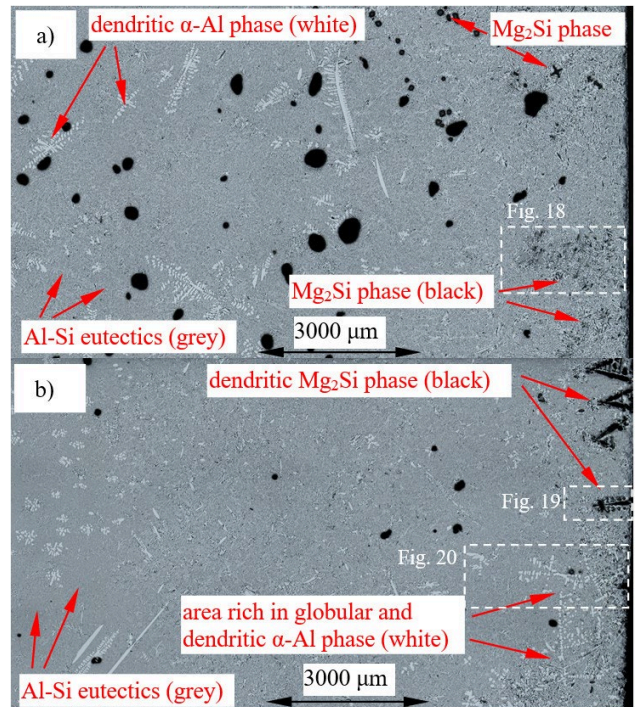 a)
dendritic α-Al phase (white)
Mg₂Si phase
Fig. 18
Mg₂Si phase (black)
Al-Si eutectics (grey)
3000 μm
b)
dendritic Mg₂Si phase (black)
Fig. 19
Fig. 20
area rich in globular and
dendritic α-Al phase (white)
Al-Si eutectics (grey)
3000 μm